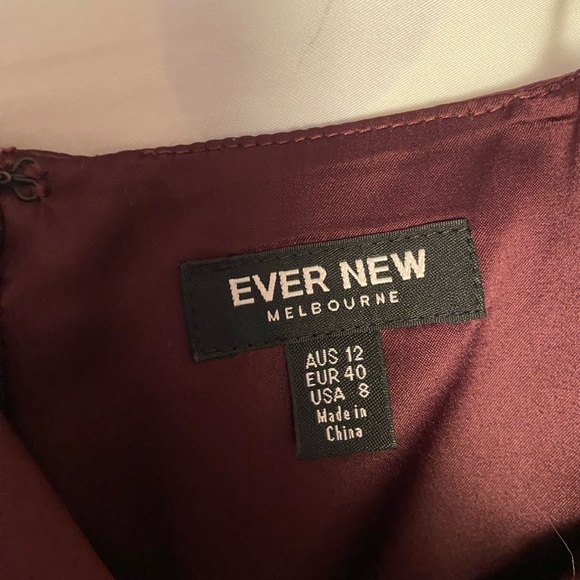 EVER NEW
MELBOURNE
AUS 12
EUR 40
USA 8
Made in
China